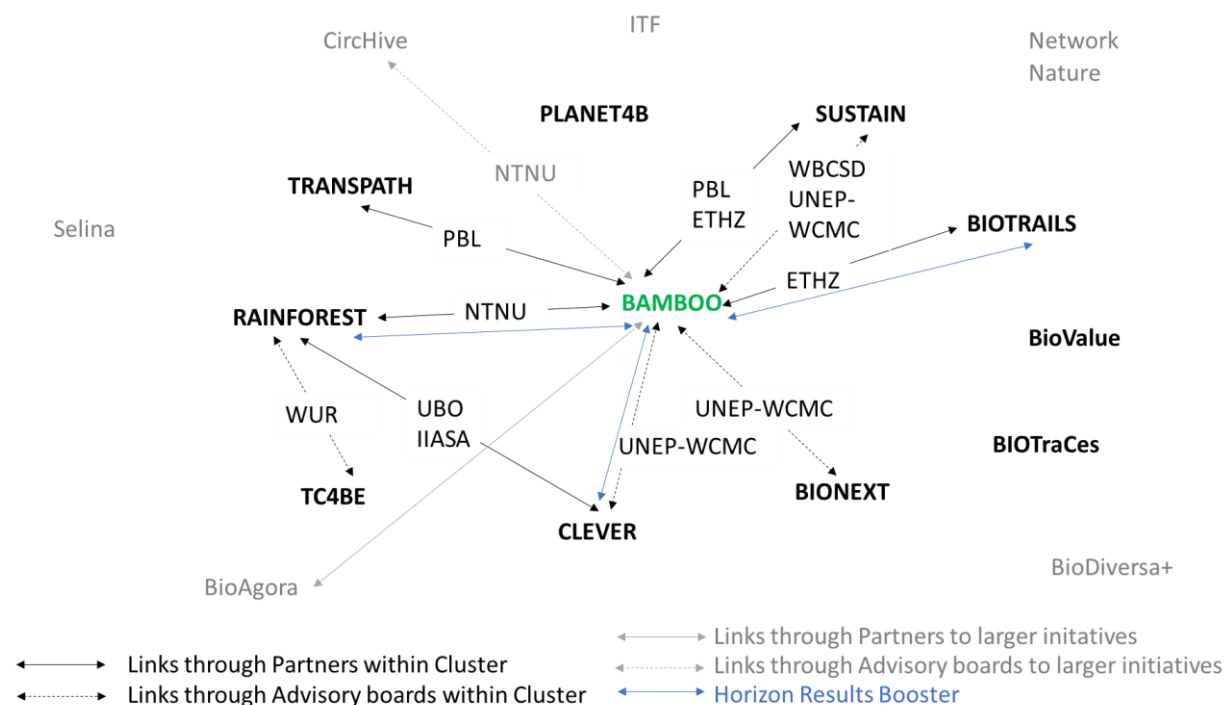 ITF
CircHive
Network
Nature
PLANET4B
SUSTAIN
NTNU
WBCSD
UNEP-
WCMC
TRANSPATH
PBL
ETHZ
Selina
PBL
BIOTRAILS
ETHZ
BAMBOO
RAINFOREST
NTNU
BioValue
WUR
UBO
IIASA
UNEP-WCMC
UNEP-WCMC
BIOTraCes
TC4BE
BIONEXT
CLEVER
BioAgora
BioDiversa+
Links through Partners to larger initatives
Links through Partners within Cluster
Links through Advisory boards to larger initiatives
Links through Advisory boards within Cluster
Horizon Results Booster